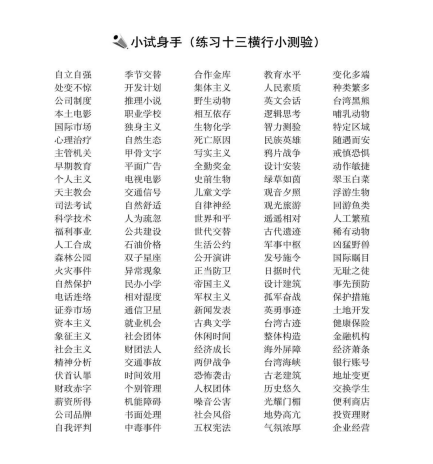 小试身手（练习十三横行小测验）
自立自强 季节交替 合作金库 教育水平 变化多端
处变不惊 开发计划 集体主义 人民素质 种类繁多
公司制度 推理小说 野生动物 英文会话 台湾黑熊
本土电影 职业学校 相互依存 逻辑思考 哺乳动物
国际市场 独身主义 生物化学 智力测验 特定区域
心理治疗 自然生态 死亡原因 民族英雄 随遇而安
主管机关 甲骨文字 写实主义 鸦片战争 戒慎恐惧
早期教育 平面广告 全勤奖金 设计安装 动作敏捷
个人主义 电视电影 史前生物 绿草如茵 翠玉白菜
天主教会 交通信号 儿童文学 观音夕照 浮游生物
司法考试 自然舒适 自律神经 观光旅游 回游鱼类
科学技术 人为疏忽 世界和平 遥遥相对 人工繁殖
福利事业 公共建设 世代交替 古代遗迹 稀有动物
人工合成 石油价格 生活公约 军事中枢 凶猛野兽
森林公园 双子星座 公开演讲 发号施令 国际瞩目
火灾事件 异常现象 正当防卫 日据时代 无耻之徒
自然保护 民办小学 帝国主义 设计建筑 事先预防
电话连络 相对湿度 军权主义 孤军奋战 保护措施
证券市场 通信卫星 新闻发表 英勇事迹 土地开发
资本主义 就业机会 古典文学 台湾古迹 健康保险
象征主义 社会团体 休闲时间 整体构造 金融机构
社会主义 财团法人 经济成长 海外屏障 经济萧条
精神分析 交通事故 两伊战争 台湾海峡 银行账号
伏首认罪 时间效用 恐怖袭击 古老建筑 地址变更
财政赤字 个别管理 人权团体 历史悠久 交换学生
薪资所得 机能障碍 噪音公害 光耀门楣 便利商店
公司品牌 书面处理 社会风俗 地势高亢 投资理财
自我评判 中毒事件 五权宪法 气氛浓厚 企业经营